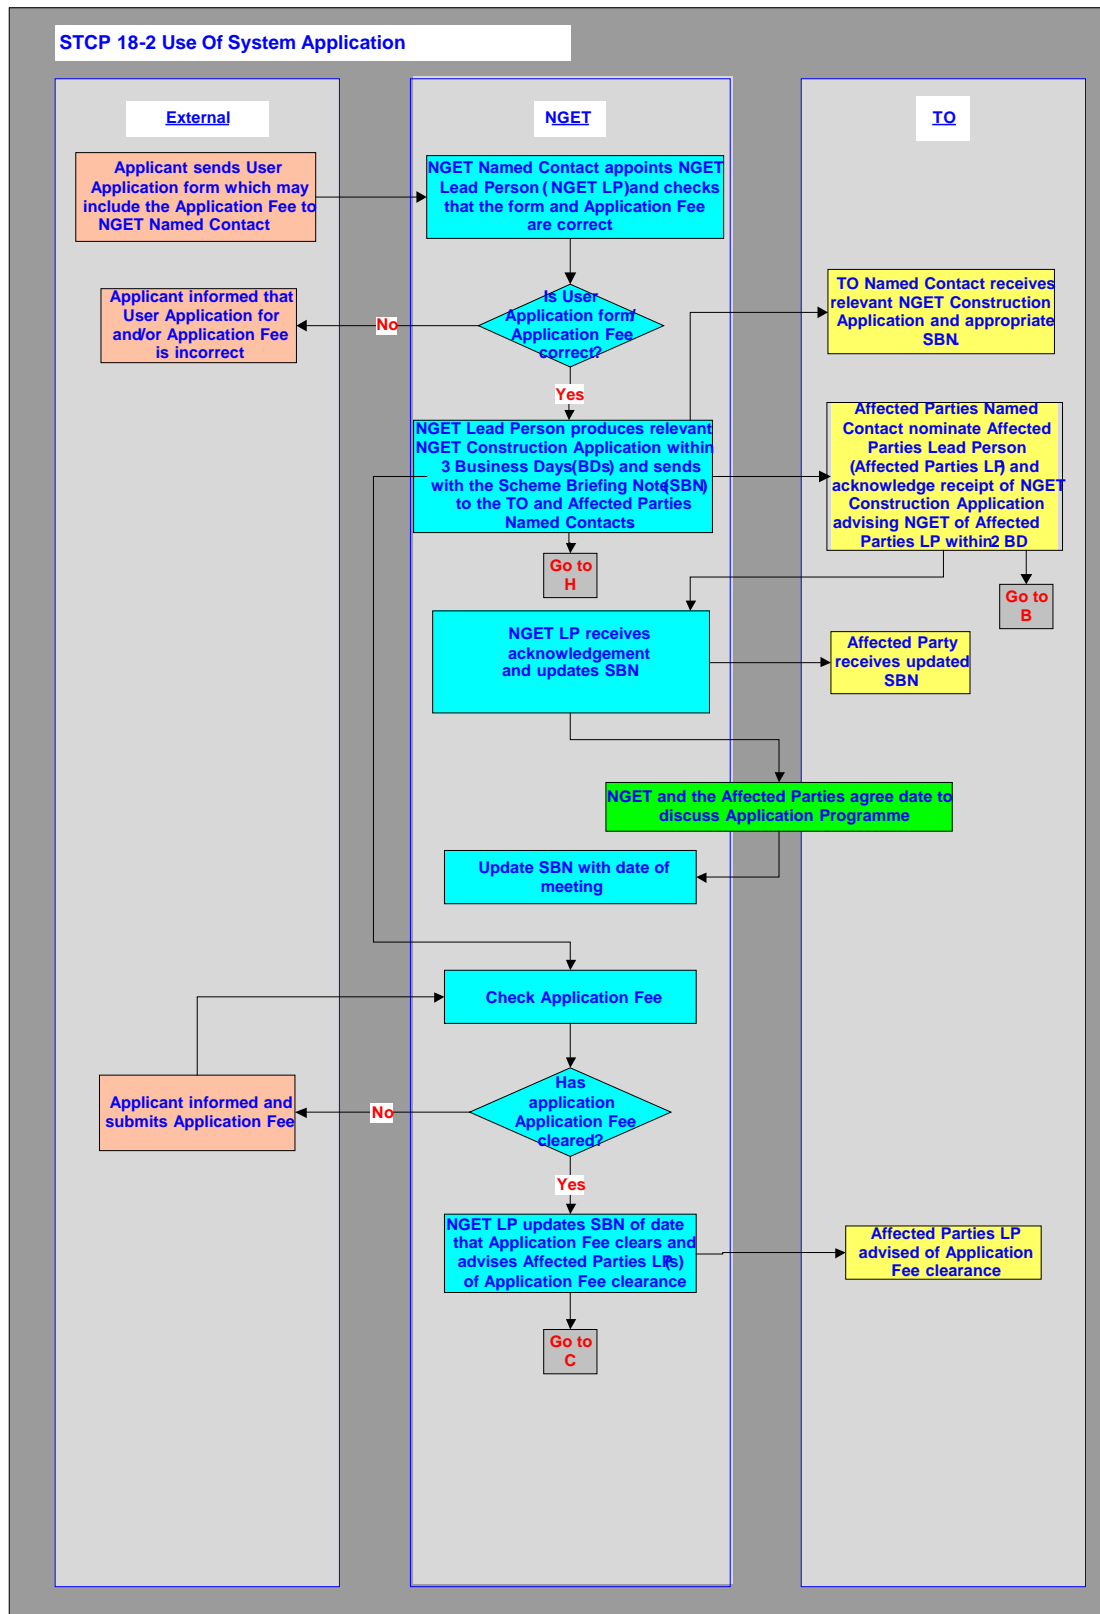 STCP 18-2 Use Of System Application
External
NGET
TO
Applicant sends User
Application form which may
include the Application Fee to
NGET Named Contact
NGET Named Contact appoints NGET
Lead Person (NGET LP)and checks
that the form and Application Fee
are correct
Applicant informed that
User Application for
and/or Application Fee
is incorrect
No
Is User
Application form/
Application Fee
correct?
TO Named Contact receives
relevant NGET Construction
Application and appropriate
SBN.
Yes
NGET Lead Person produces relevant
NGET Construction Application within
3 Business Days(BDs) and sends
with the Scheme Briefing Note(SBN)
to the TO and Affected Parties
Named Contacts
Affected Parties Named
Contact nominate Affected
Parties Lead Person
(Affected Parties LP) and
acknowledge receipt of NGET
Construction Application
advising NGET of Affected
Parties LP within2 BD
Go to
H
Go to
B
NGET LP receives
acknowledgement
and updates SBN
Affected Party
receives updated
SBN
NGET and the Affected Parties agree date to
discuss Application Programme
Update SBN with date of
meeting
Check Application Fee
Applicant informed and
submits Application Fee
No
Has
application
Application Fee
cleared?
Yes
NGET LP updates SBN of date
that Application Fee clears and
advises Affected Parties LP(s)
of Application Fee clearance
Affected Parties LP
advised of Application
Fee clearance
Go to
C